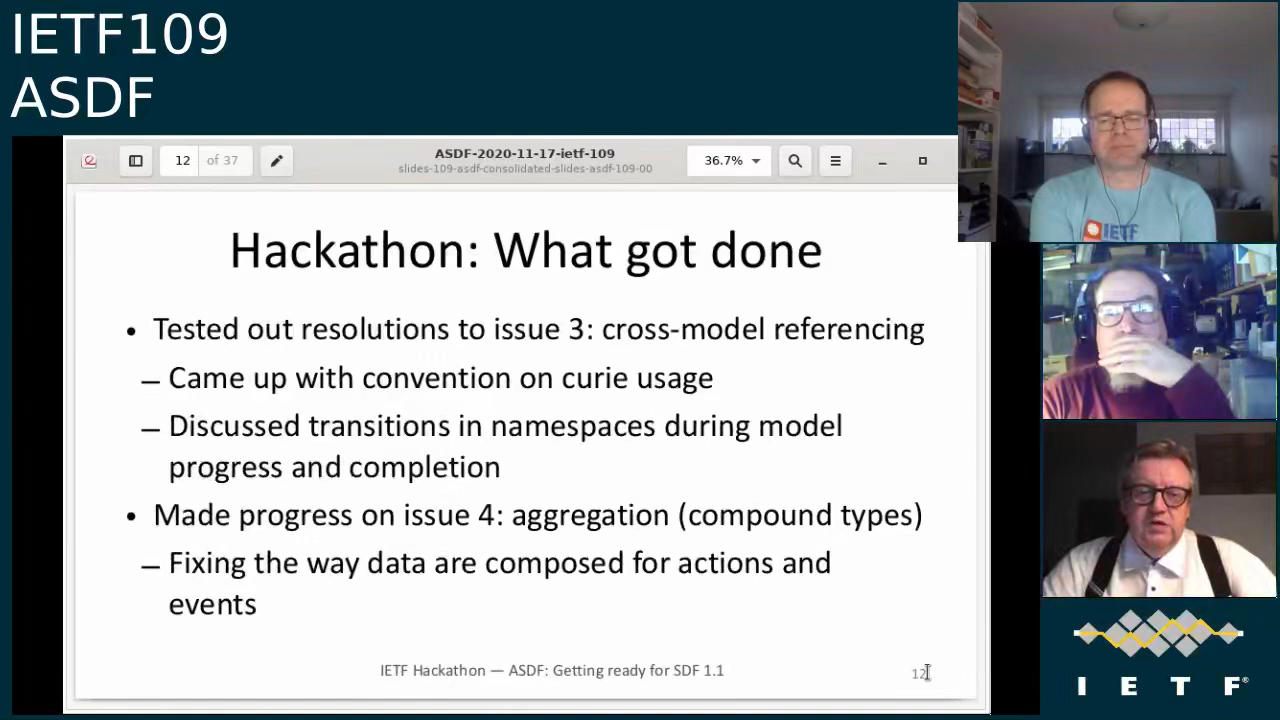 IETF109
ASDF
12 of 37
ASDF-2020-11-17-ietf-109
slides-109-asdf-consolidated-slides-asdf-109-00
36.7%
Hackathon: What got done
• Tested out resolutions to issue 3: cross-model referencing
– Came up with convention on curie usage
– Discussed transitions in namespaces during model
progress and completion
• Made progress on issue 4: aggregation (compound types)
– Fixing the way data are composed for actions and
events
IETF Hackathon — ASDF: Getting ready for SDF 1.1
12
IETF
I E T F®